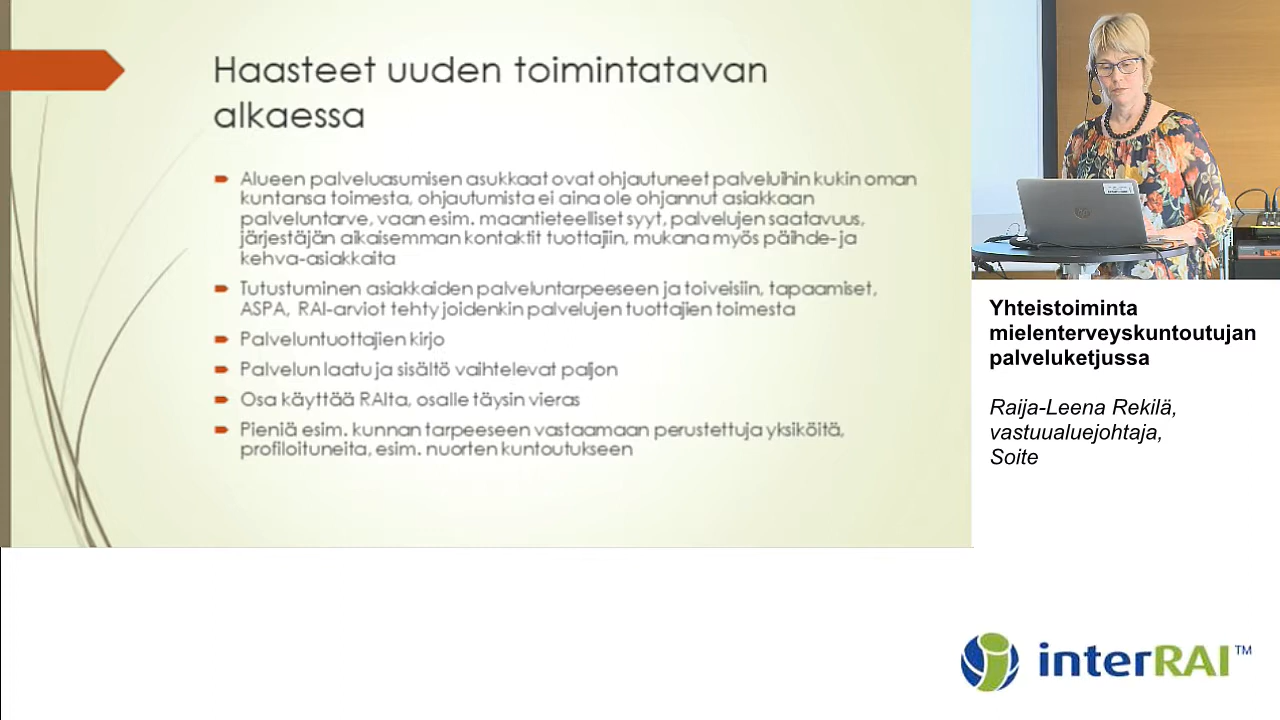 Haasteet uuden toimintatavan
alkaessa
Alueen palveluasumisen asukkaat ovat ohjautuneet palveluihin kukin oman
kuntansa toimesta, ohjautumista ei aina ole ohjannut asiakkaan
palveluntarve, vaan esim. maantieteelliset syyt, palvelujen saatavuus,
järjestäjän aikaisemman kontaktit tuottajiin, mukana myös päihde- ja
kehva-asiakkaita
Tutustuminen asiakkaiden palveluntarpeeseen ja toiveisiin, tapaamiset,
ASPA, RAI-arviot tehty joidenkin palvelujen tuottajien toimesta
Palveluntuottajien kirjo
Palvelun laatu ja sisältö vaihtelevat paljon
Osa käyttää RAIta, osalle täysin vieras
Pieniä esim. kunnan tarpeeseen vastaamaan perustettuja yksiköitä,
profiloituneita, esim. nuorten kuntoutukseen
Yhteistoiminta
mielenterveyskuntoutujan
palveluketjussa
Raija-Leena Rekilä,
vastuualuejohtaja,
Soite
interRAI™